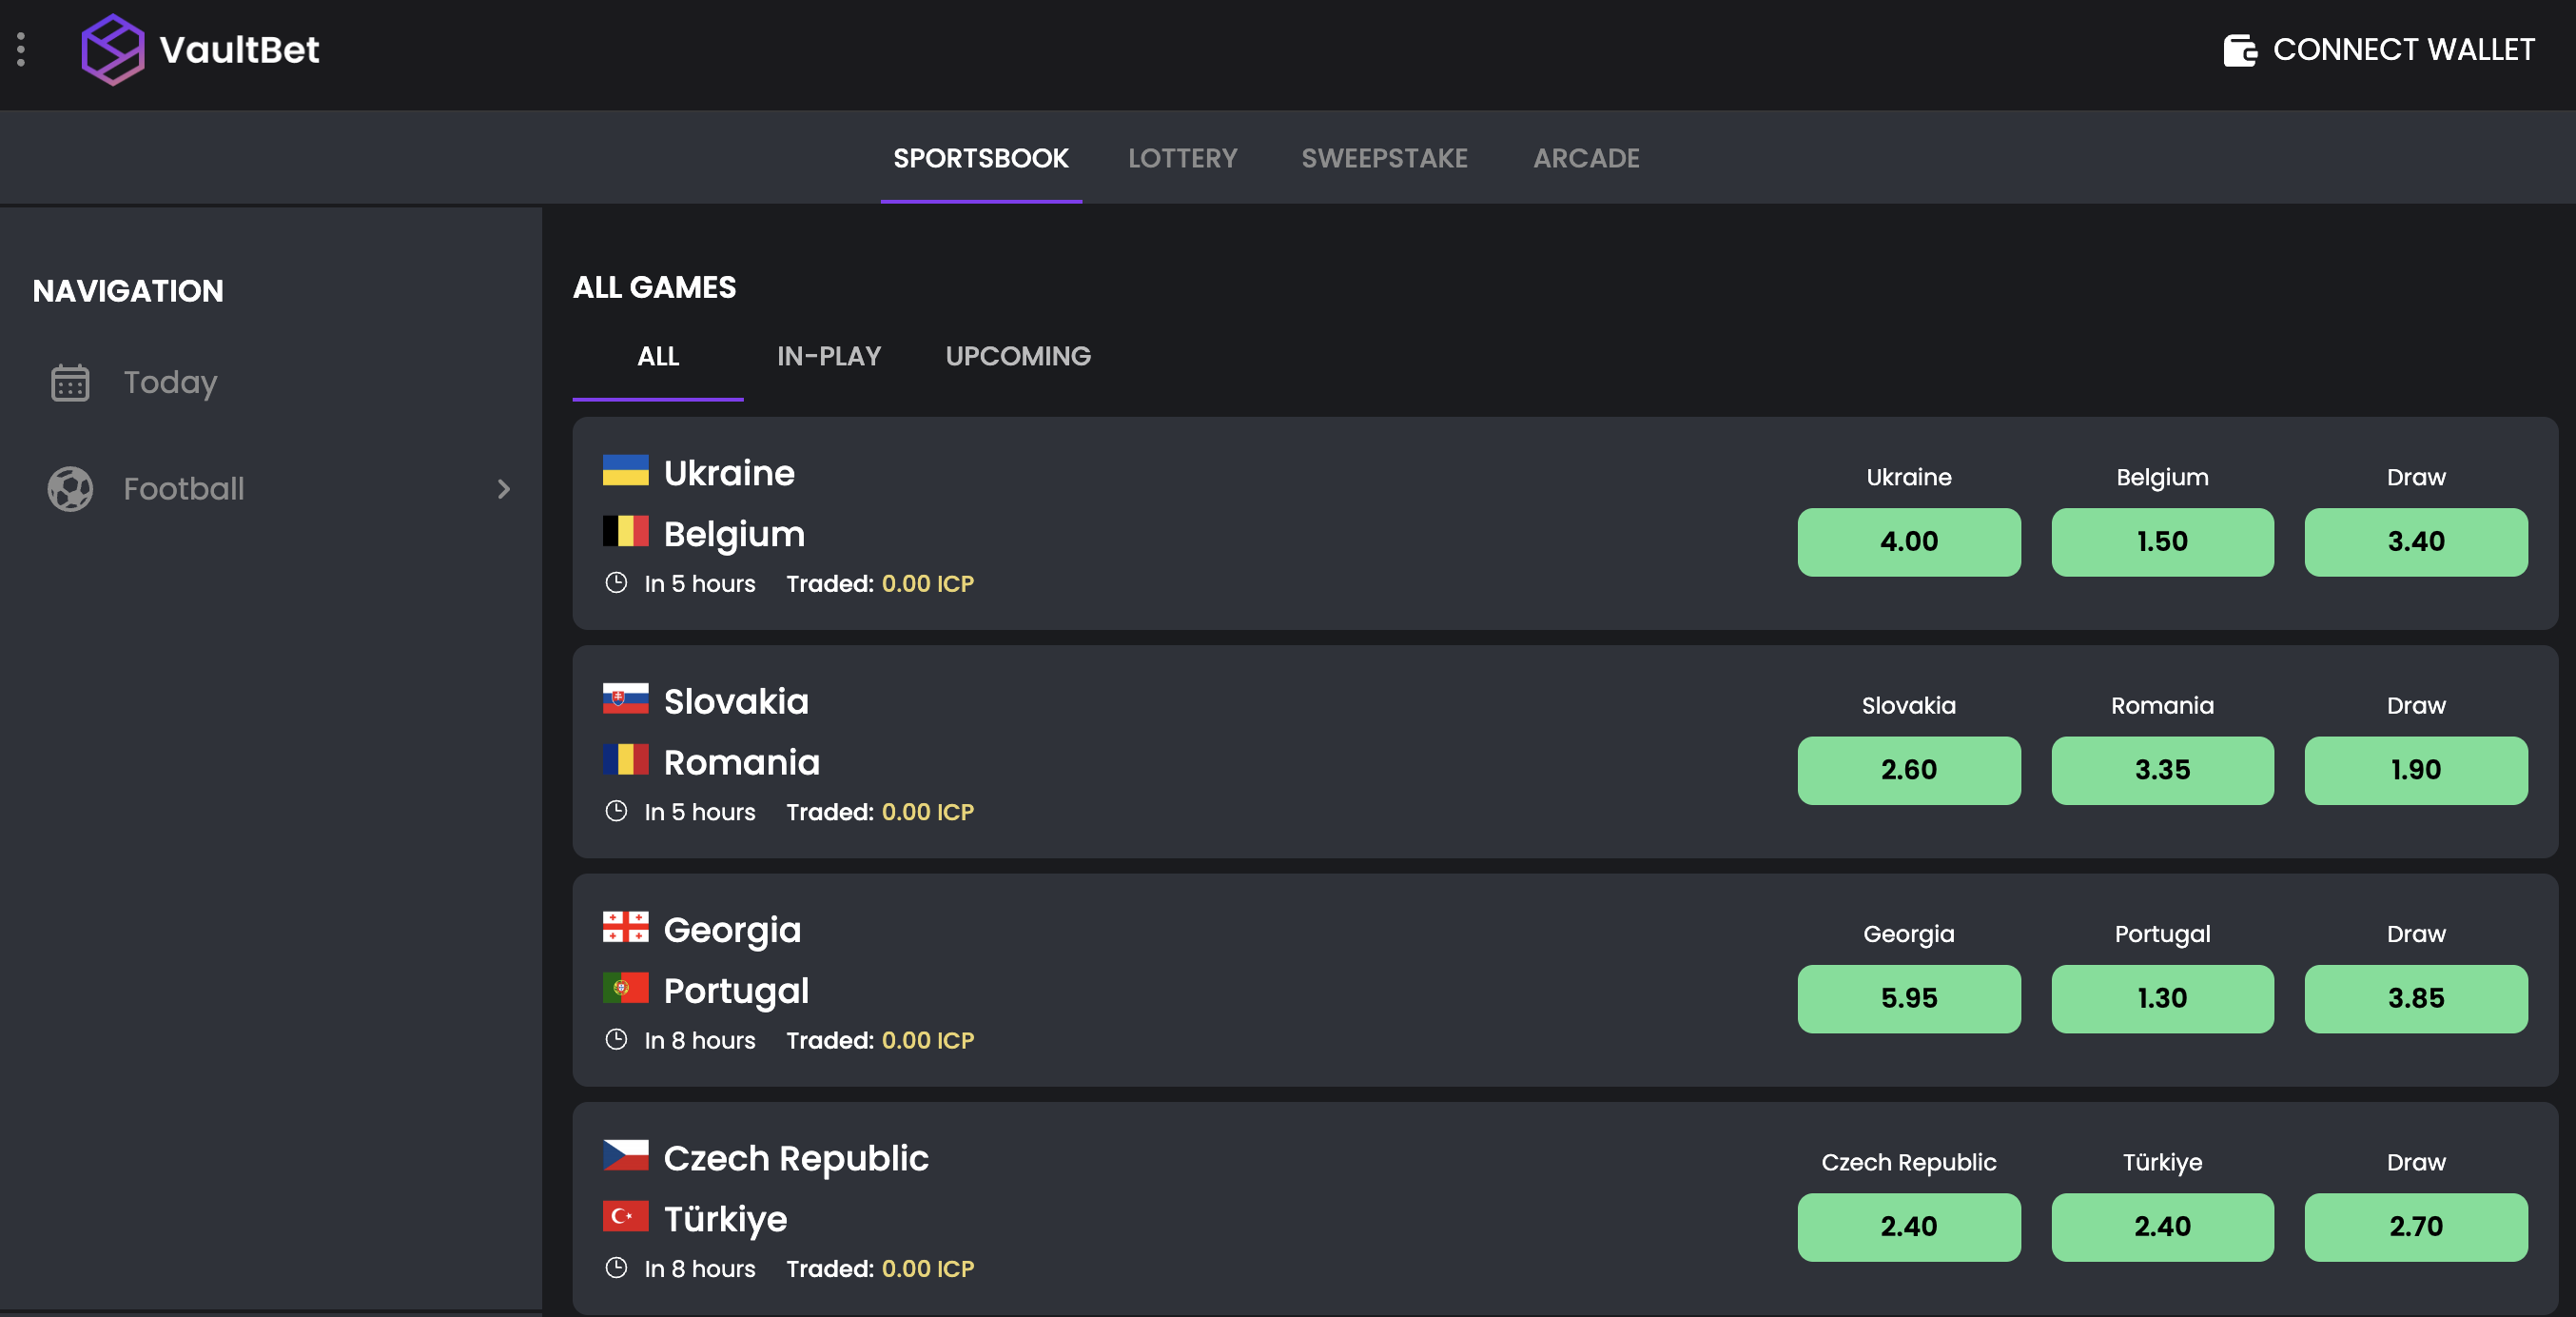 VaultBet
CONNECT WALLET
SPORTSBOOK LOTTERY SWEEPSTAKE ARCADE
NAVIGATION
Today
Football
ALL GAMES
ALL IN-PLAY UPCOMING
Ukraine
Belgium
In 5 hours Traded: 0.00 ICP
Ukraine Belgium Draw
4.00 1.50 3.40
Slovakia
Romania
In 5 hours Traded: 0.00 ICP
Slovakia Romania Draw
2.60 3.35 1.90
Georgia
Portugal
In 8 hours Traded: 0.00 ICP
Georgia Portugal Draw
5.95 1.30 3.85
Czech Republic
Türkiye
In 8 hours Traded: 0.00 ICP
Czech Republic Türkiye Draw
2.40 2.40 2.70